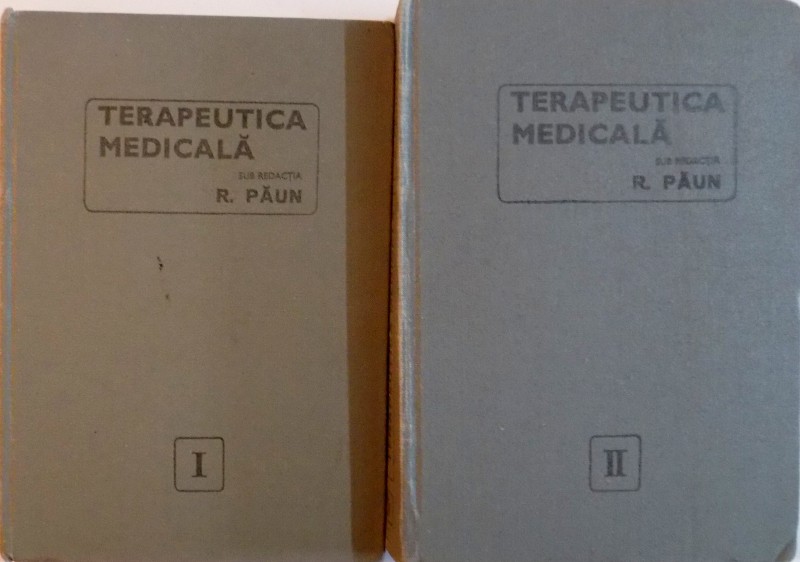 TERAPEUTICA
MEDICALĂ
SUB REDACȚIA
R. PĂUN
I
TERAPEUTICA
MEDICALĂ
SUB REDACȚIA
R. PĂUN
II